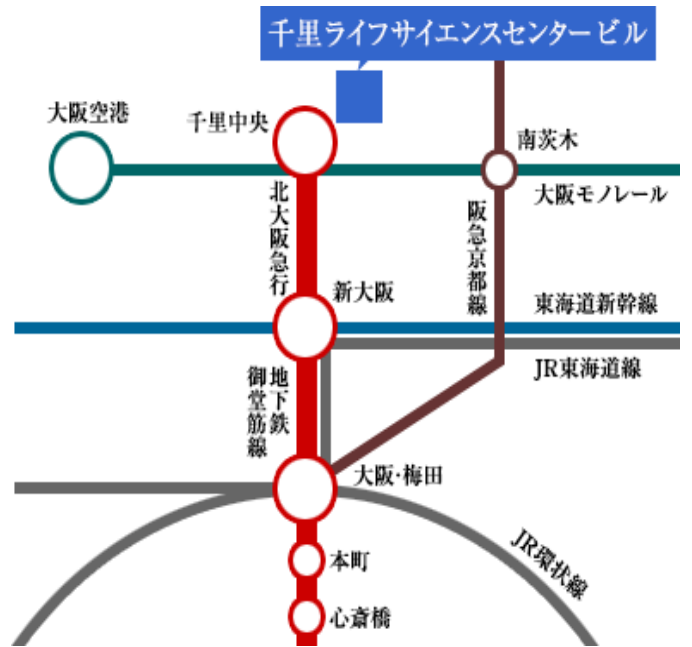 千里ライフサイエンスセンタービル
大阪空港
千里中央
南茨木
大阪モノレール
北大阪急行
阪急京都線
新大阪
東海道新幹線
JR東海道線
地下鉄
御堂筋線
大阪・梅田
JR環状線
本町
心斎橋